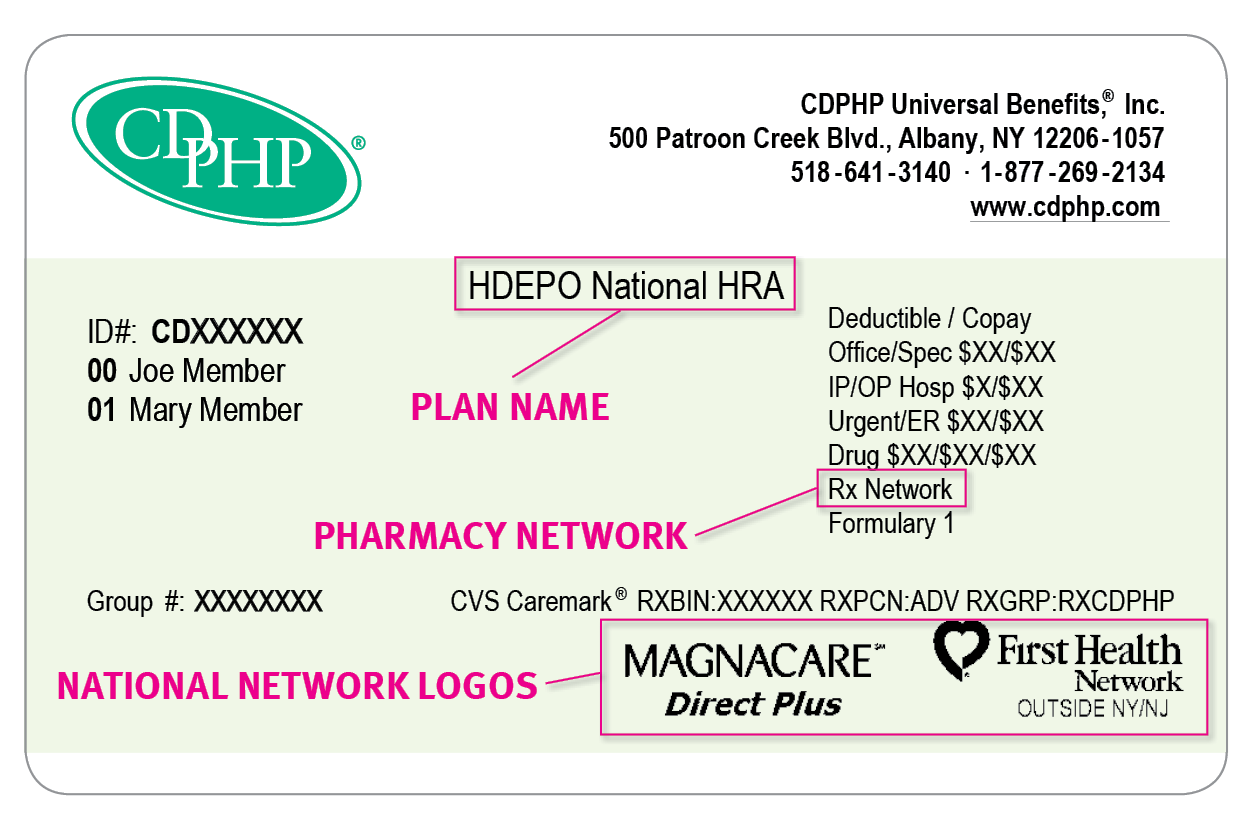 CDPHP®
CDPHP Universal Benefits,® Inc.
500 Patroon Creek Blvd., Albany, NY 12206-1057
518-641-3140 · 1-877-269-2134
www.cdphp.com
HDEPO National HRA
ID#: CDXXXXXX
00 Joe Member
01 Mary Member
PLAN NAME
Deductible / Copay
Office/Spec $XX/$XX
IP/OP Hosp $X/$XX
Urgent/ER $XX/$XX
Drug $XX/$XX/$XX
Rx Network
Formulary 1
PHARMACY NETWORK
Group #: XXXXXXXX
CVS Caremark® RXBIN:XXXXXX RXPCN:ADV RXGRP:RXCDPHP
NATIONAL NETWORK LOGOS
MAGNACARE℠
Direct Plus
First Health
Network
OUTSIDE NY/NJ